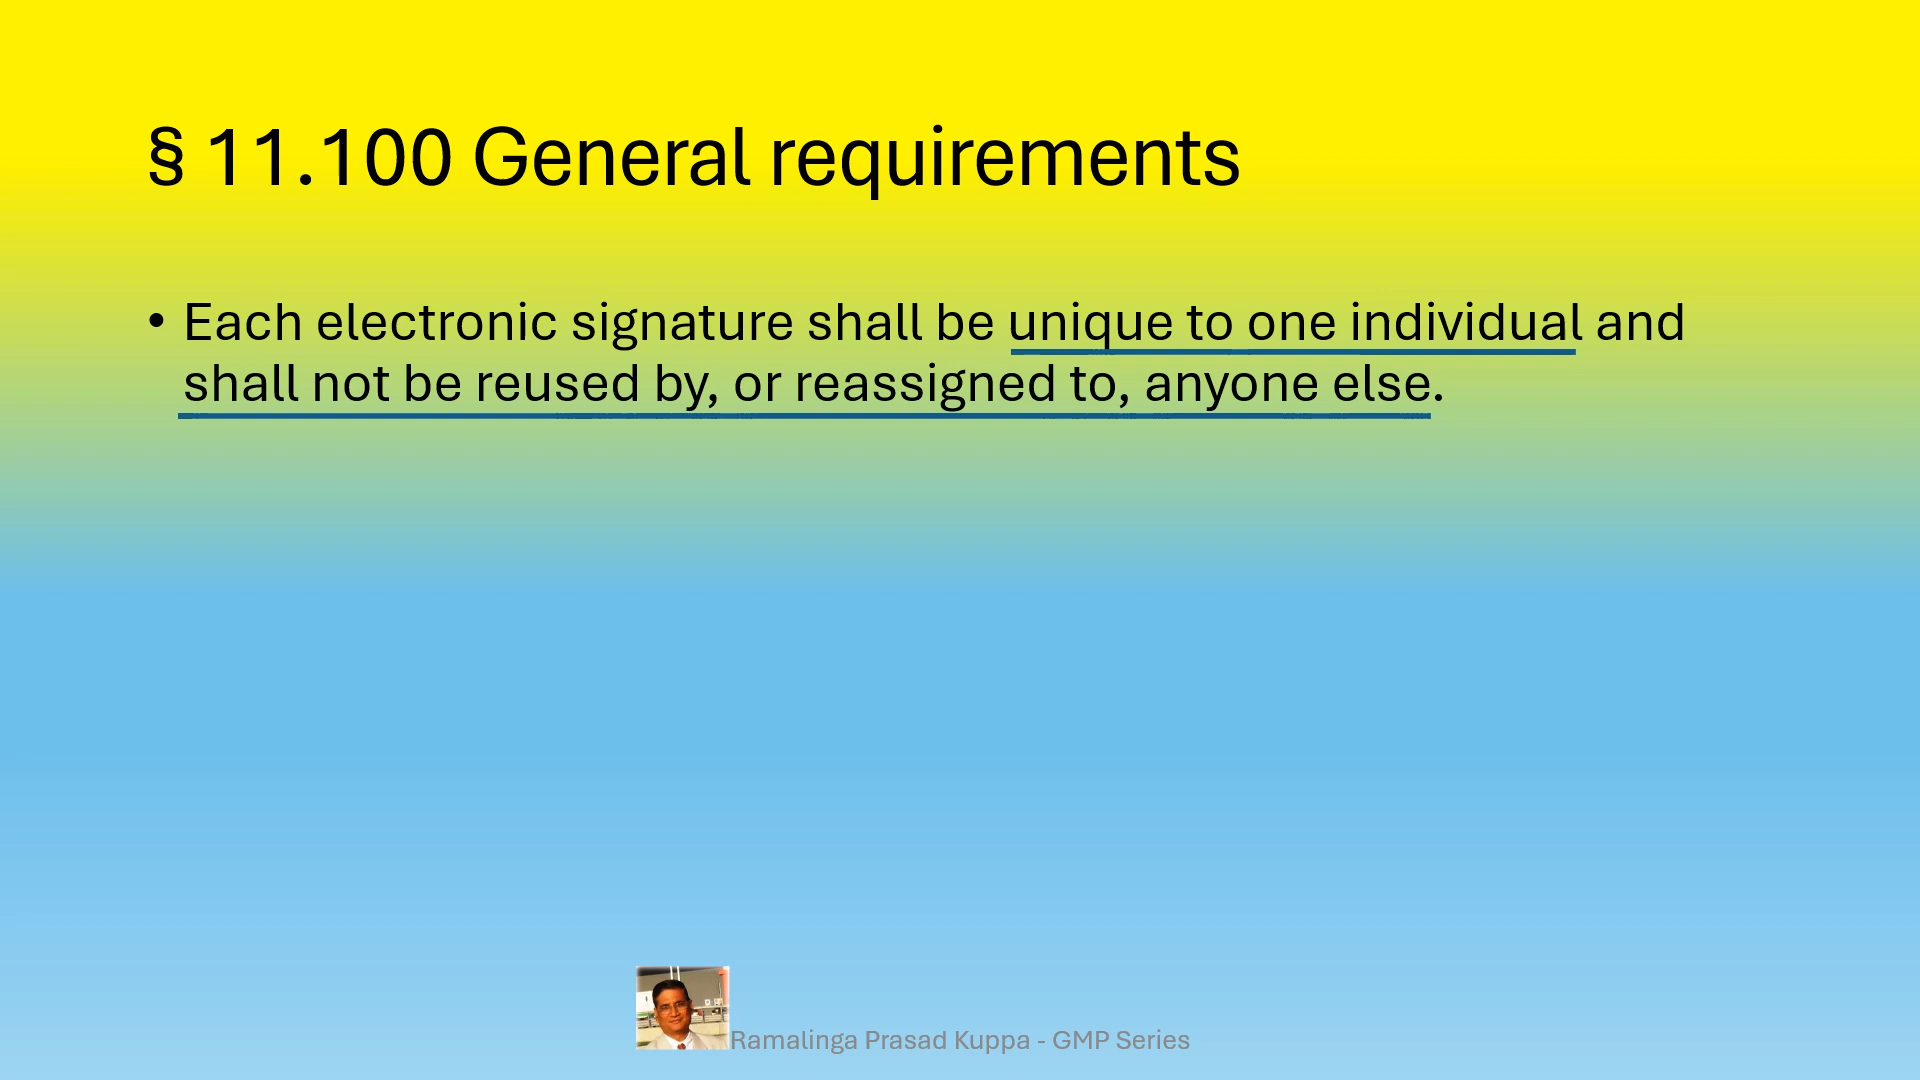 § 11.100 General requirements
• Each electronic signature shall be unique to one individual and
shall not be reused by, or reassigned to, anyone else.
Ramalinga Prasad Kuppa - GMP Series